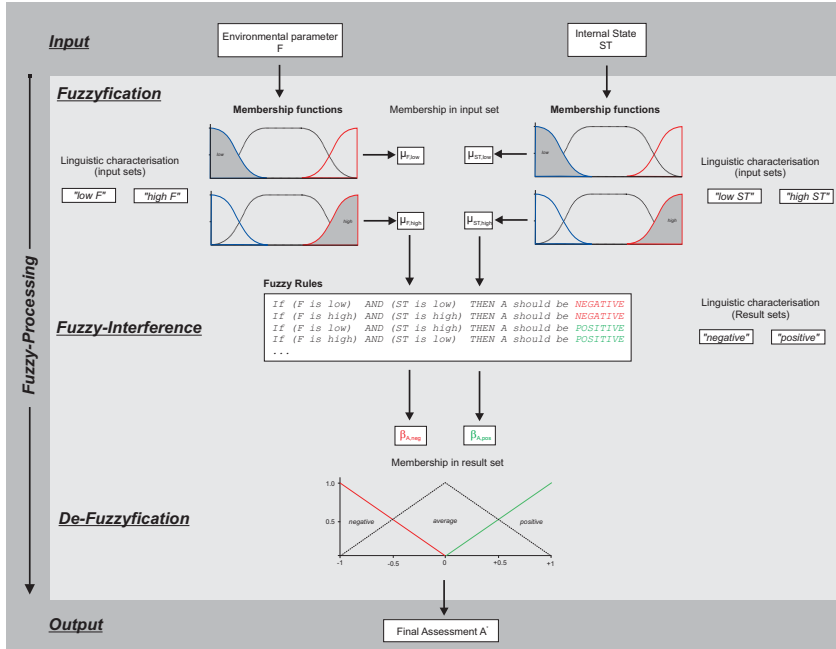 Input
Environmental parameter
F
Internal State
ST
Fuzzy-Processing
Fuzzyfication
Membership functions
Membership in input set
Membership functions
low
μF,low
μST,low
low
Linguistic characterisation
(input sets)
"low F" "high F"
Linguistic characterisation
(input sets)
"low ST" "high ST"
high
μF,high
μST,high
high
Fuzzy Rules
If (F is low) AND (ST is low) THEN A should be NEGATIVE
If (F is high) AND (ST is high) THEN A should be NEGATIVE
If (F is low) AND (ST is high) THEN A should be POSITIVE
If (F is high) AND (ST is low) THEN A should be POSITIVE
...
Fuzzy-Interference
Linguistic characterisation
(Result sets)
"negative" "positive"
βA,neg
βA,pos
Membership in result set
De-Fuzzyfication
1.0
0.5
negative average positive
-1 -0.5 0 +0.5 +1
Output
Final Assessment A'